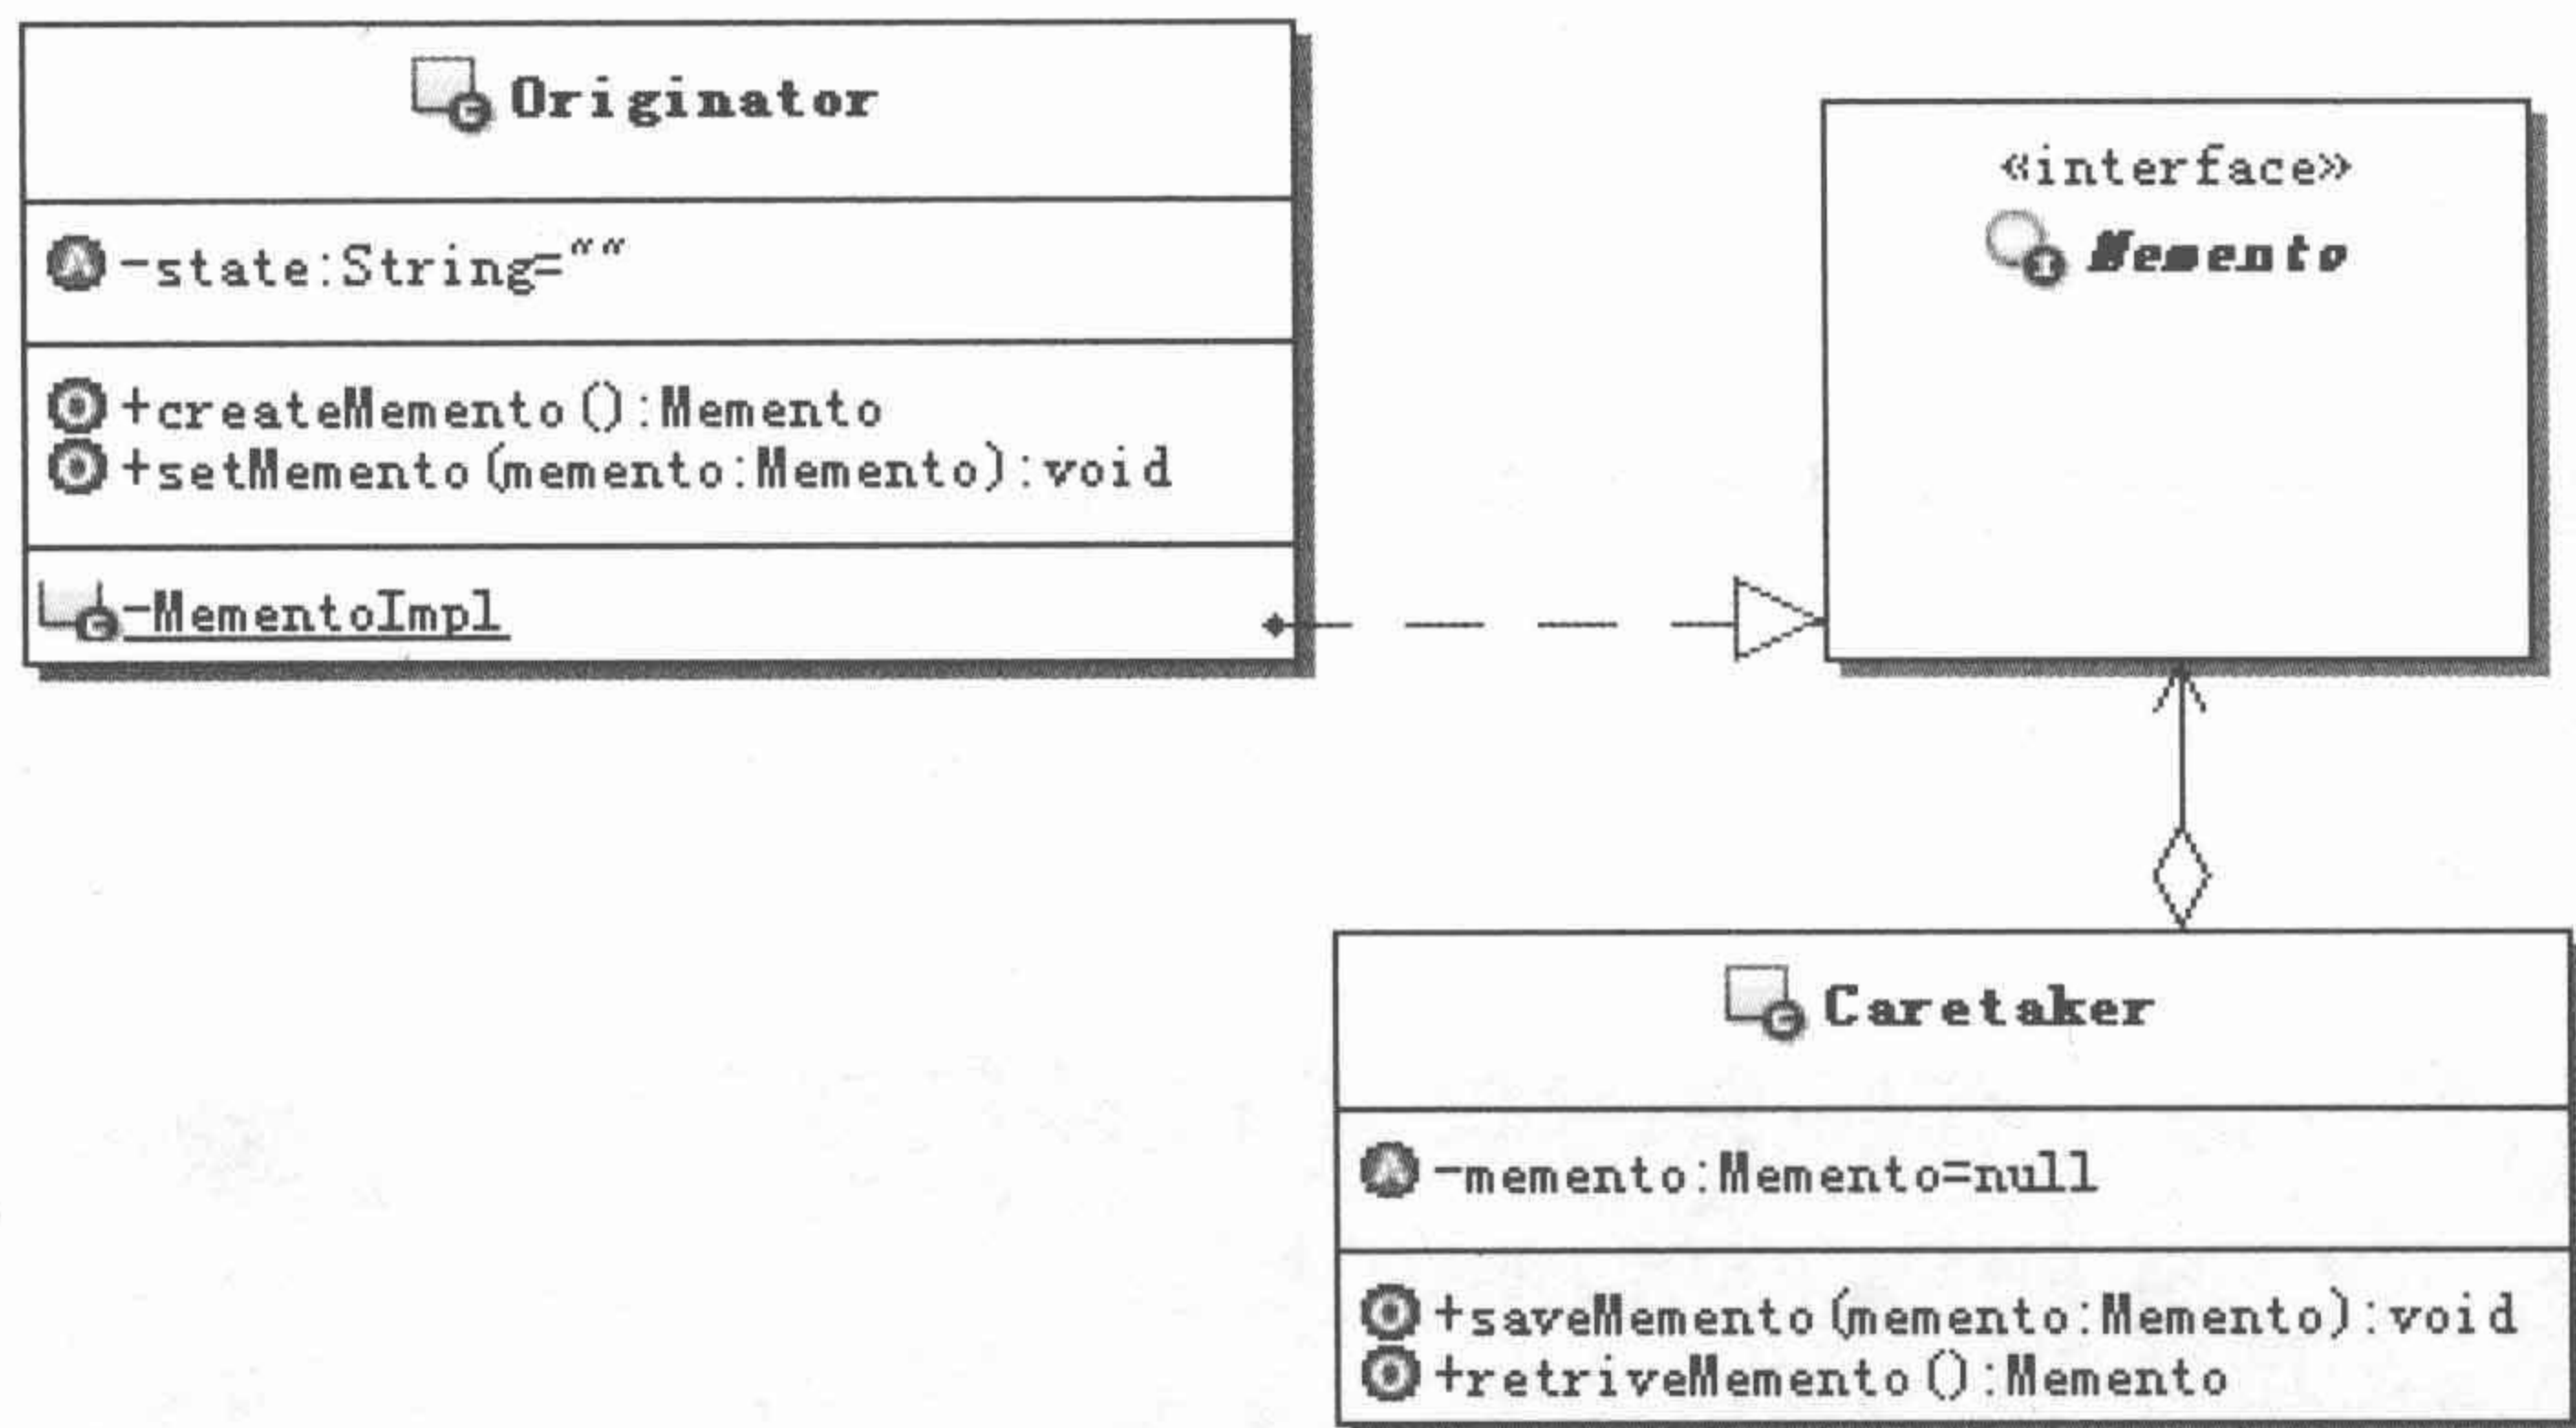 Originator
-state:String=""
+createMemento():Memento
+setMemento(memento:Memento):void
-MementoImpl
«interface»
Memento
Caretaker
-memento:Memento=null
+saveMemento(memento:Memento):void
+retriveMemento():Memento